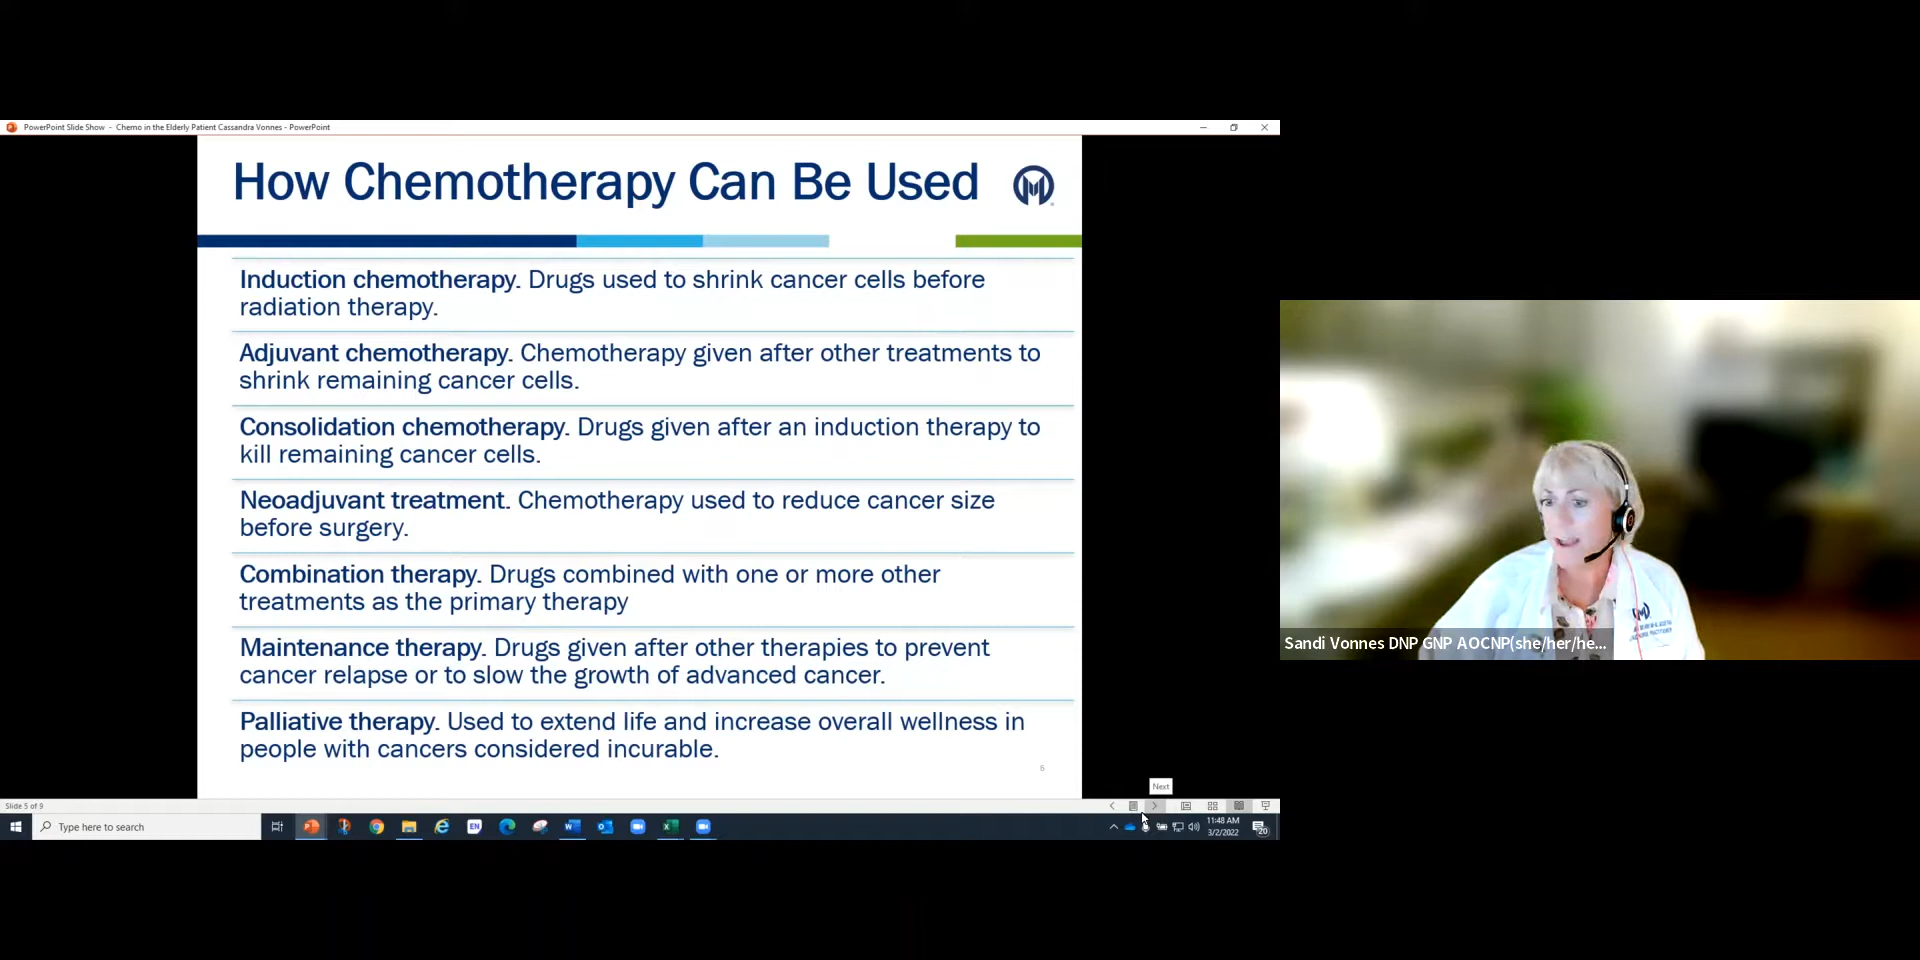 PowerPoint Slide Show - Chemo in the Elderly Patient Cassandra Vonnes - PowerPoint
How Chemotherapy Can Be Used
Induction chemotherapy. Drugs used to shrink cancer cells before
radiation therapy.
Adjuvant chemotherapy. Chemotherapy given after other treatments to
shrink remaining cancer cells.
Consolidation chemotherapy. Drugs given after an induction therapy to
kill remaining cancer cells.
Neoadjuvant treatment. Chemotherapy used to reduce cancer size
before surgery.
Combination therapy. Drugs combined with one or more other
treatments as the primary therapy
Maintenance therapy. Drugs given after other therapies to prevent
cancer relapse or to slow the growth of advanced cancer.
Palliative therapy. Used to extend life and increase overall wellness in
people with cancers considered incurable.
Sandi Vonnes DNP GNP AOCNP(she/her/he...
Next
Slide 5 of 9
Type here to search
EN
11:48 AM
3/2/2022
20